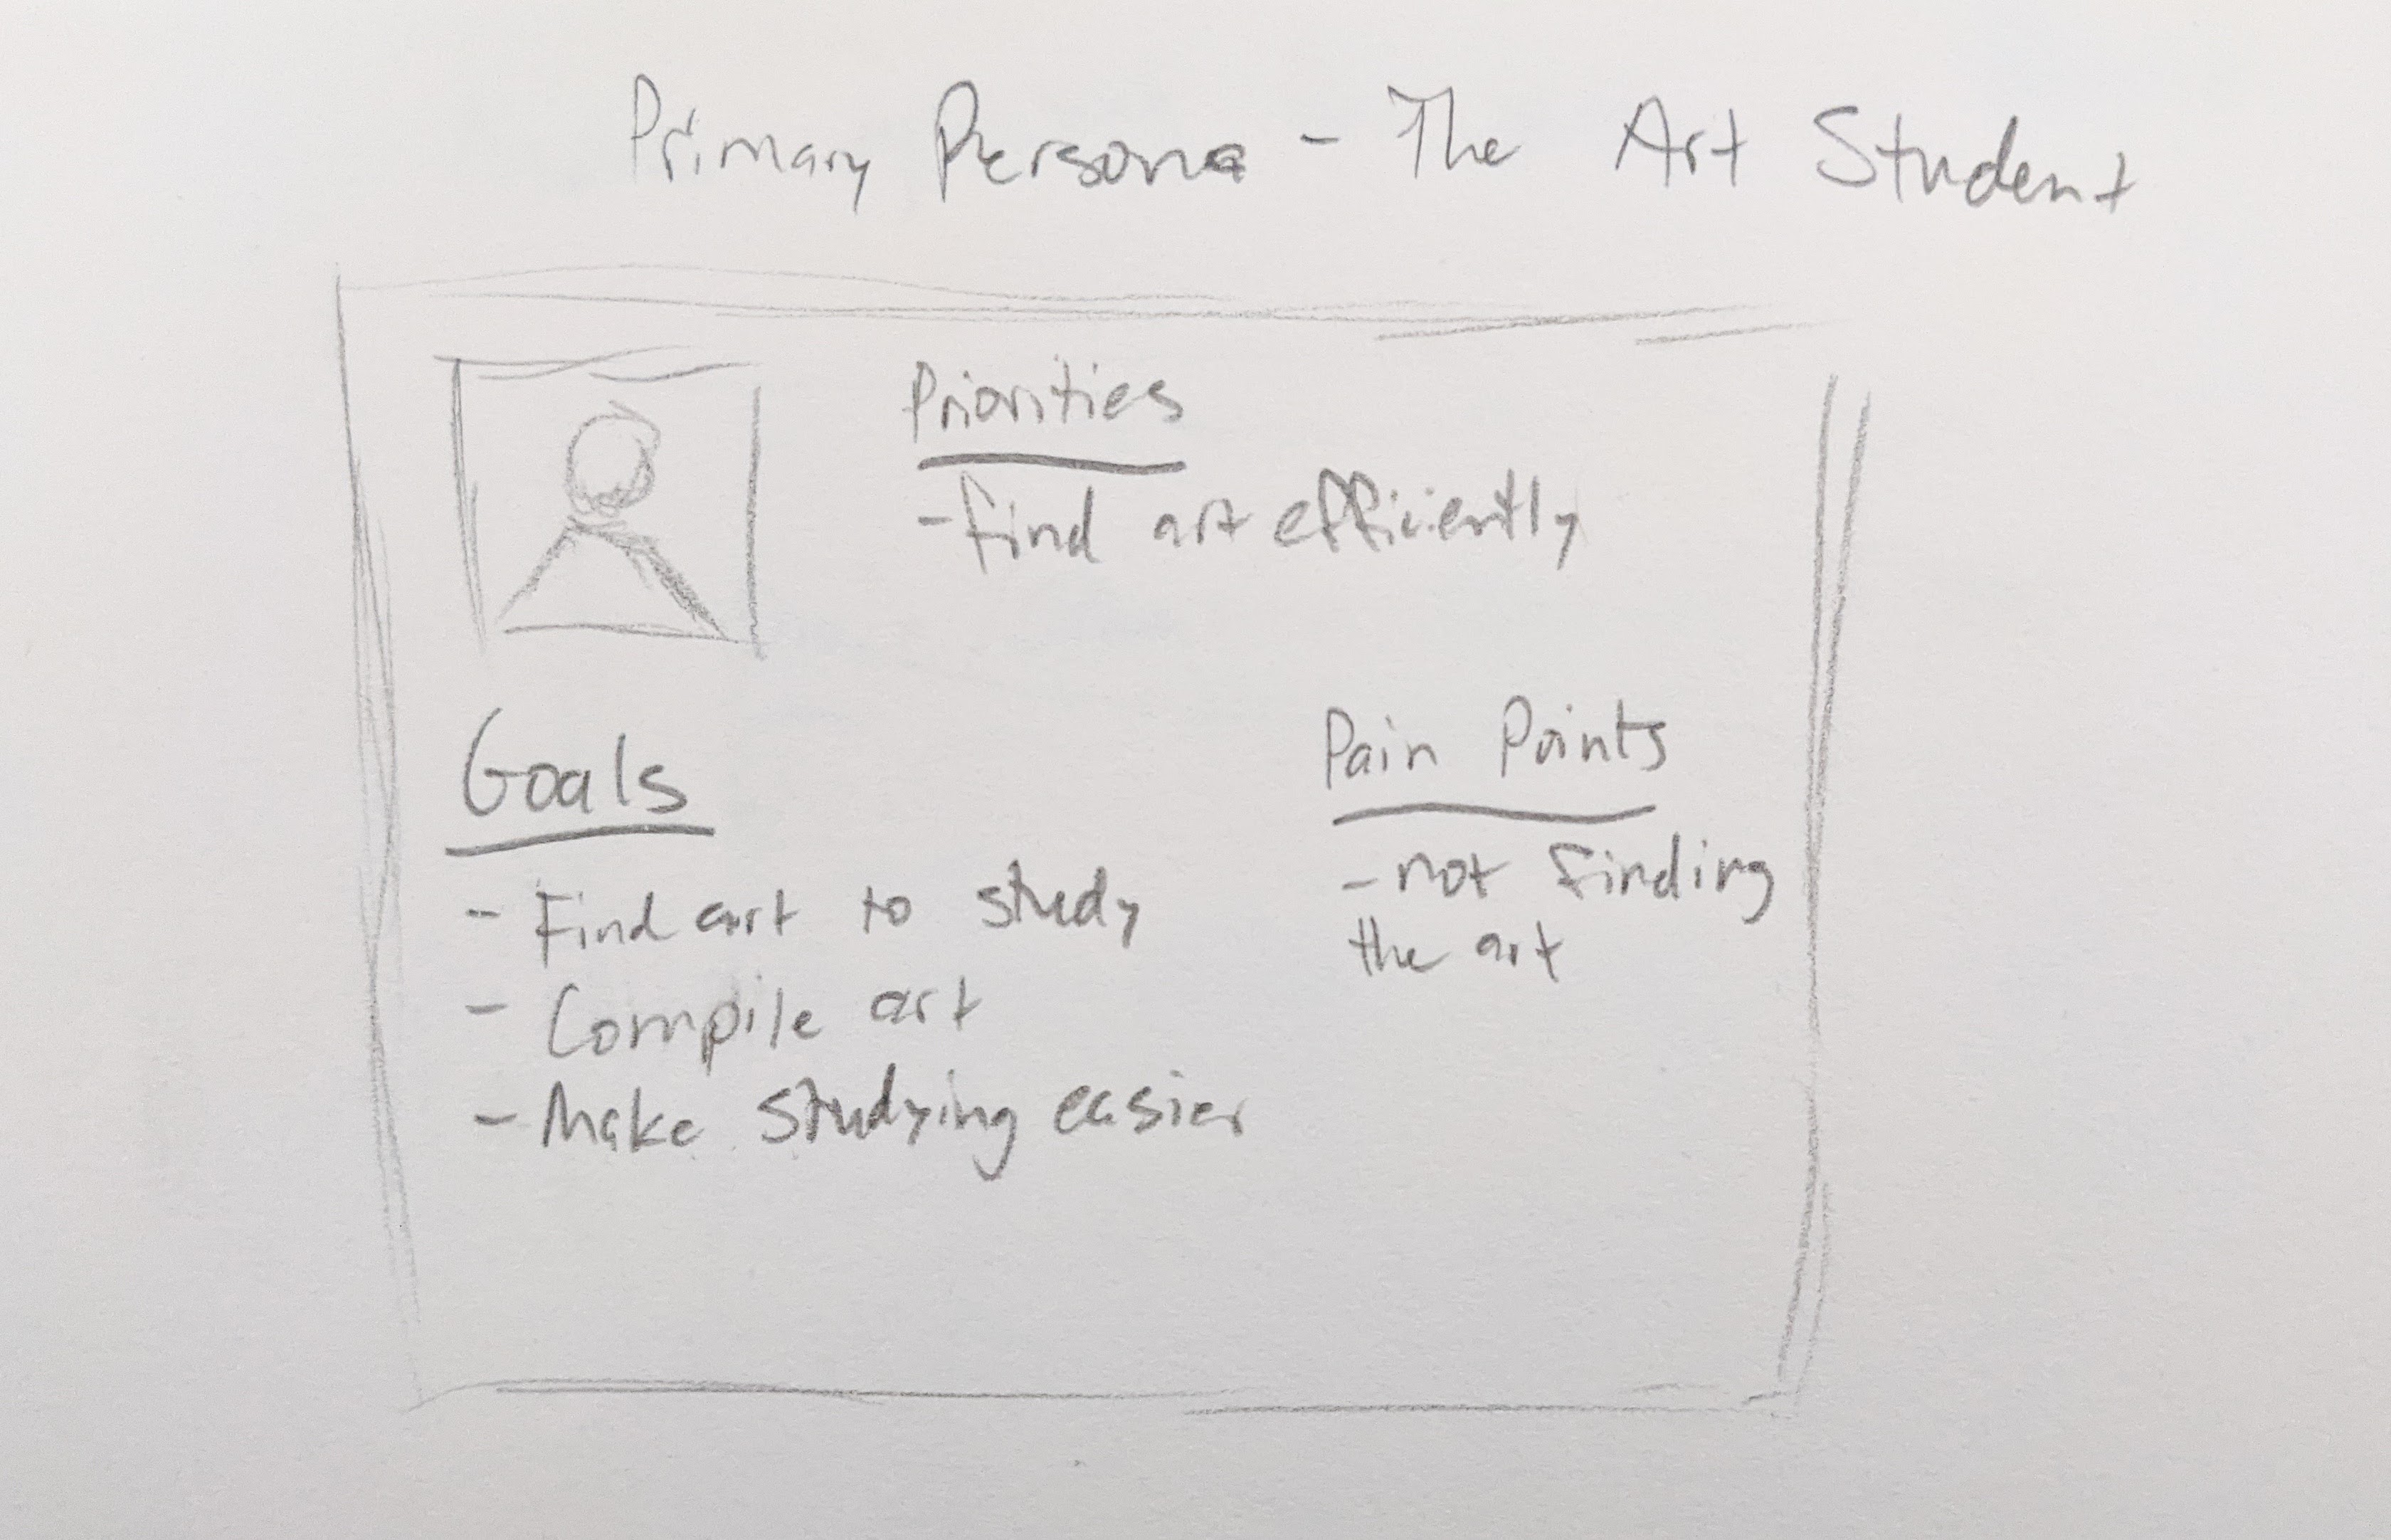 Primary Persona - The Art Student
Priorities
- find art efficiently
Goals
- Find art to study
- Compile art
- Make studying easier
Pain Points
- not finding
the art